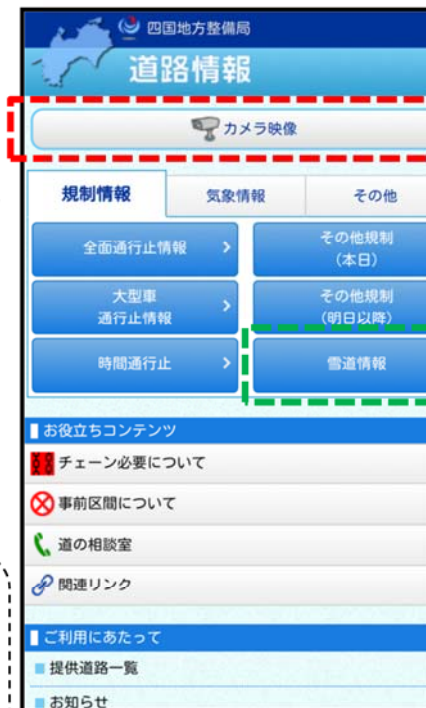 四国地方整備局
道路情報
カメラ映像
規制情報 気象情報 その他
全面通行止情報 その他規制
（本日）
大型車
通行止情報 その他規制
（明日以降）
時間通行止 雪道情報
お役立ちコンテンツ
チェーン必要について
事前区間について
道の相談室
関連リンク
ご利用にあたって
提供道路一覧
お知らせ